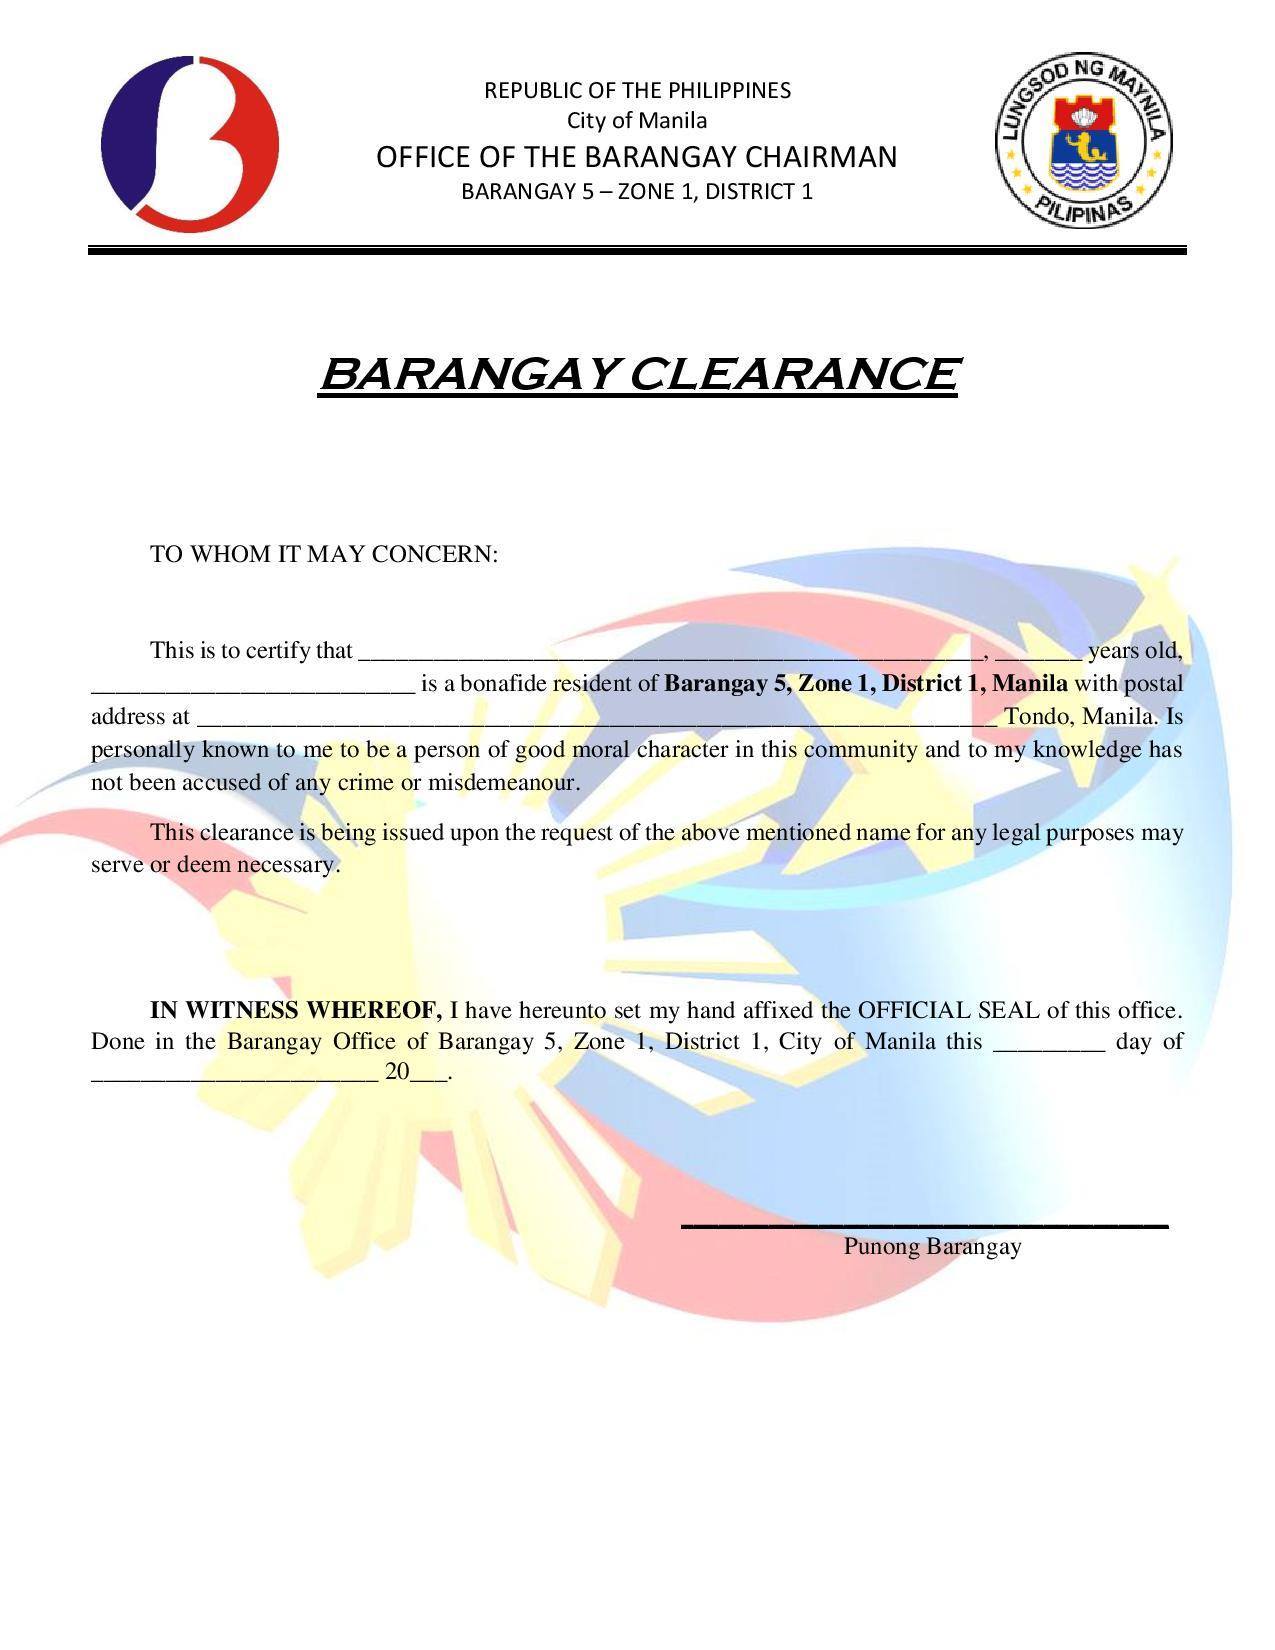 REPUBLIC OF THE PHILIPPINES
City of Manila
OFFICE OF THE BARANGAY CHAIRMAN
BARANGAY 5 – ZONE 1, DISTRICT 1
LUNGSOD NG MAYNILA
PILIPINAS
BARANGAY CLEARANCE
TO WHOM IT MAY CONCERN:
This is to certify that __________________________________________________, _______ years old,
__________________________ is a bonafide resident of Barangay 5, Zone 1, District 1, Manila with postal
address at ________________________________________________________________ Tondo, Manila. Is
personally known to me to be a person of good moral character in this community and to my knowledge has
not been accused of any crime or misdemeanour.
This clearance is being issued upon the request of the above mentioned name for any legal purposes may
serve or deem necessary.
IN WITNESS WHEREOF, I have hereunto set my hand affixed the OFFICIAL SEAL of this office.
Done in the Barangay Office of Barangay 5, Zone 1, District 1, City of Manila this _________ day of
_______________________ 20___.
Punong Barangay